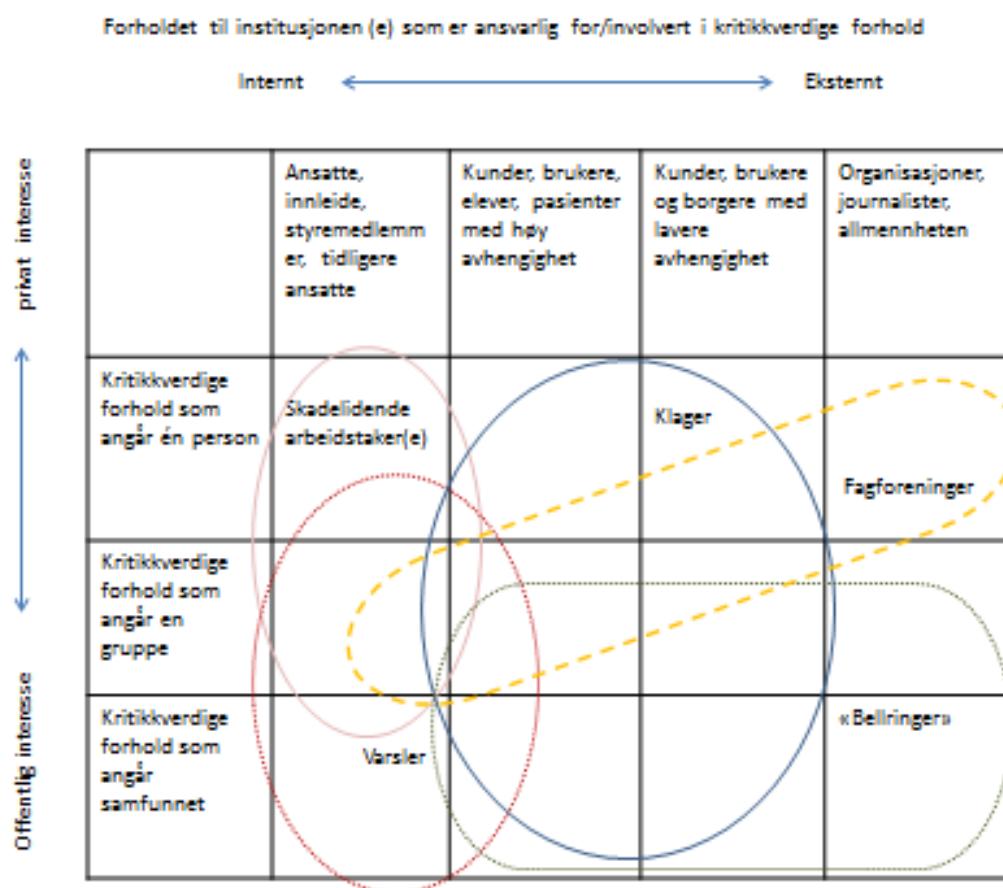 Forholdet til institusjonen (e) som er ansvarlig for/involvert i kritikkverdige forhold
Internt
Eksternt
privat interesse
Offentlig interesse
Ansatte,
innleide,
styremedlemm
er, tidligere
ansatte
Kunder, brukere,
elever, pasienter
med høy
avhengighet
Kunder, brukere
og borgere med
lavere
avhengighet
Organisasjoner,
journalister,
allmennheten
Kritikkverdige
forhold som
angår én person
Skadelidende
arbeidstaker(e)
Klager
Fagforeninger
Kritikkverdige
forhold som
angår en
gruppe
Kritikkverdige
forhold som
angår
samfunnet
Varsler
«Bellringer»